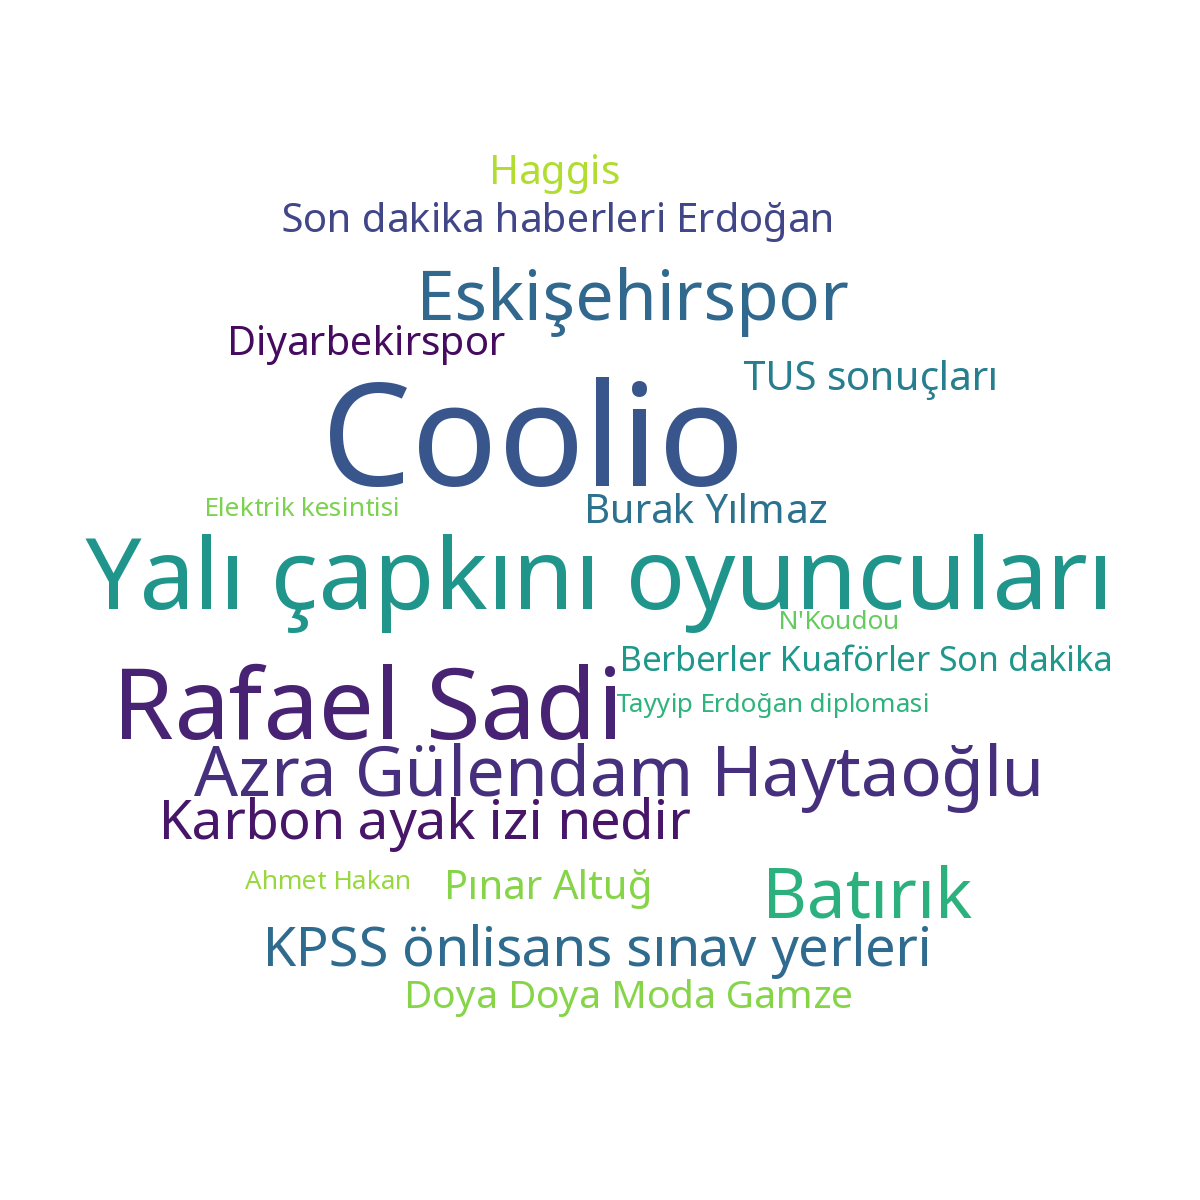 Haggis
Son dakika haberleri Erdoğan
Eskişehirspor
Diyarbekirspor
TUS sonuçları
Coolio
Elektrik kesintisi
Burak Yılmaz
Yalı çapkını oyuncuları
N'Koudou
Berberler Kuaförler Son dakika
Rafael Sadi
Tayyip Erdoğan diplomasi
Azra Gülendam Haytaoğlu
Karbon ayak izi nedir
Ahmet Hakan
Pınar Altuğ
Batırık
KPSS önlisans sınav yerleri
Doya Doya Moda Gamze